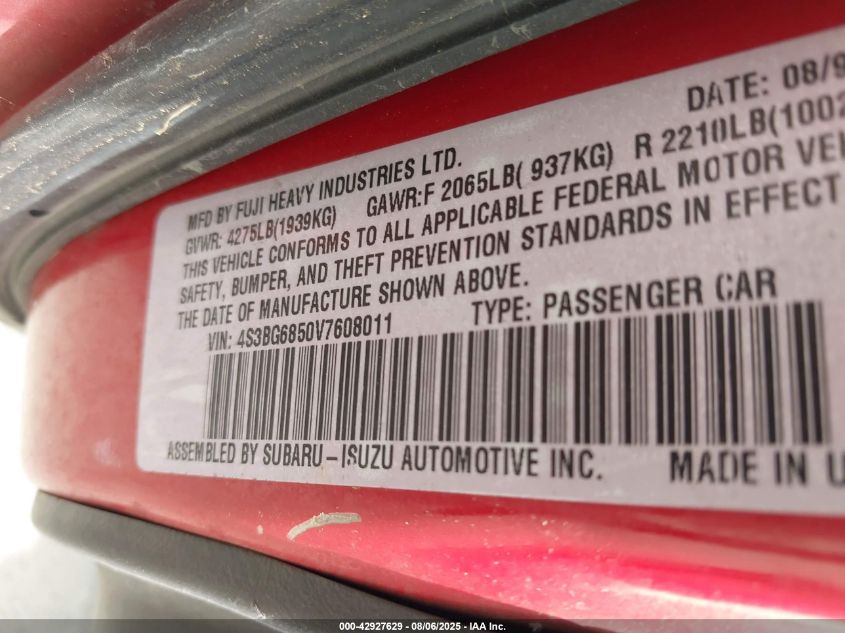 DATE: 08/9
MFD BY FUJI HEAVY INDUSTRIES LTD.
GVWR: 4275LB(1939KG) GAWR:F 2065LB( 937KG) R 2210LB(1002
THIS VEHICLE CONFORMS TO ALL APPLICABLE FEDERAL MOTOR VEH
SAFETY, BUMPER, AND THEFT PREVENTION STANDARDS IN EFFECT
THE DATE OF MANUFACTURE SHOWN ABOVE.
VIN: 4S3BG6850V7608011 TYPE: PASSENGER CAR
ASSEMBLED BY SUBARU-ISUZU AUTOMOTIVE INC. MADE IN U
000-42927629 - 08/06/2025 - IAA Inc.